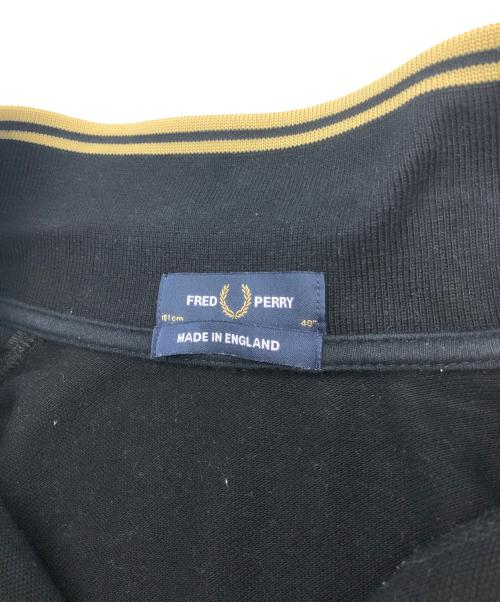 FRED PERRY
101cm 40"
MADE IN ENGLAND